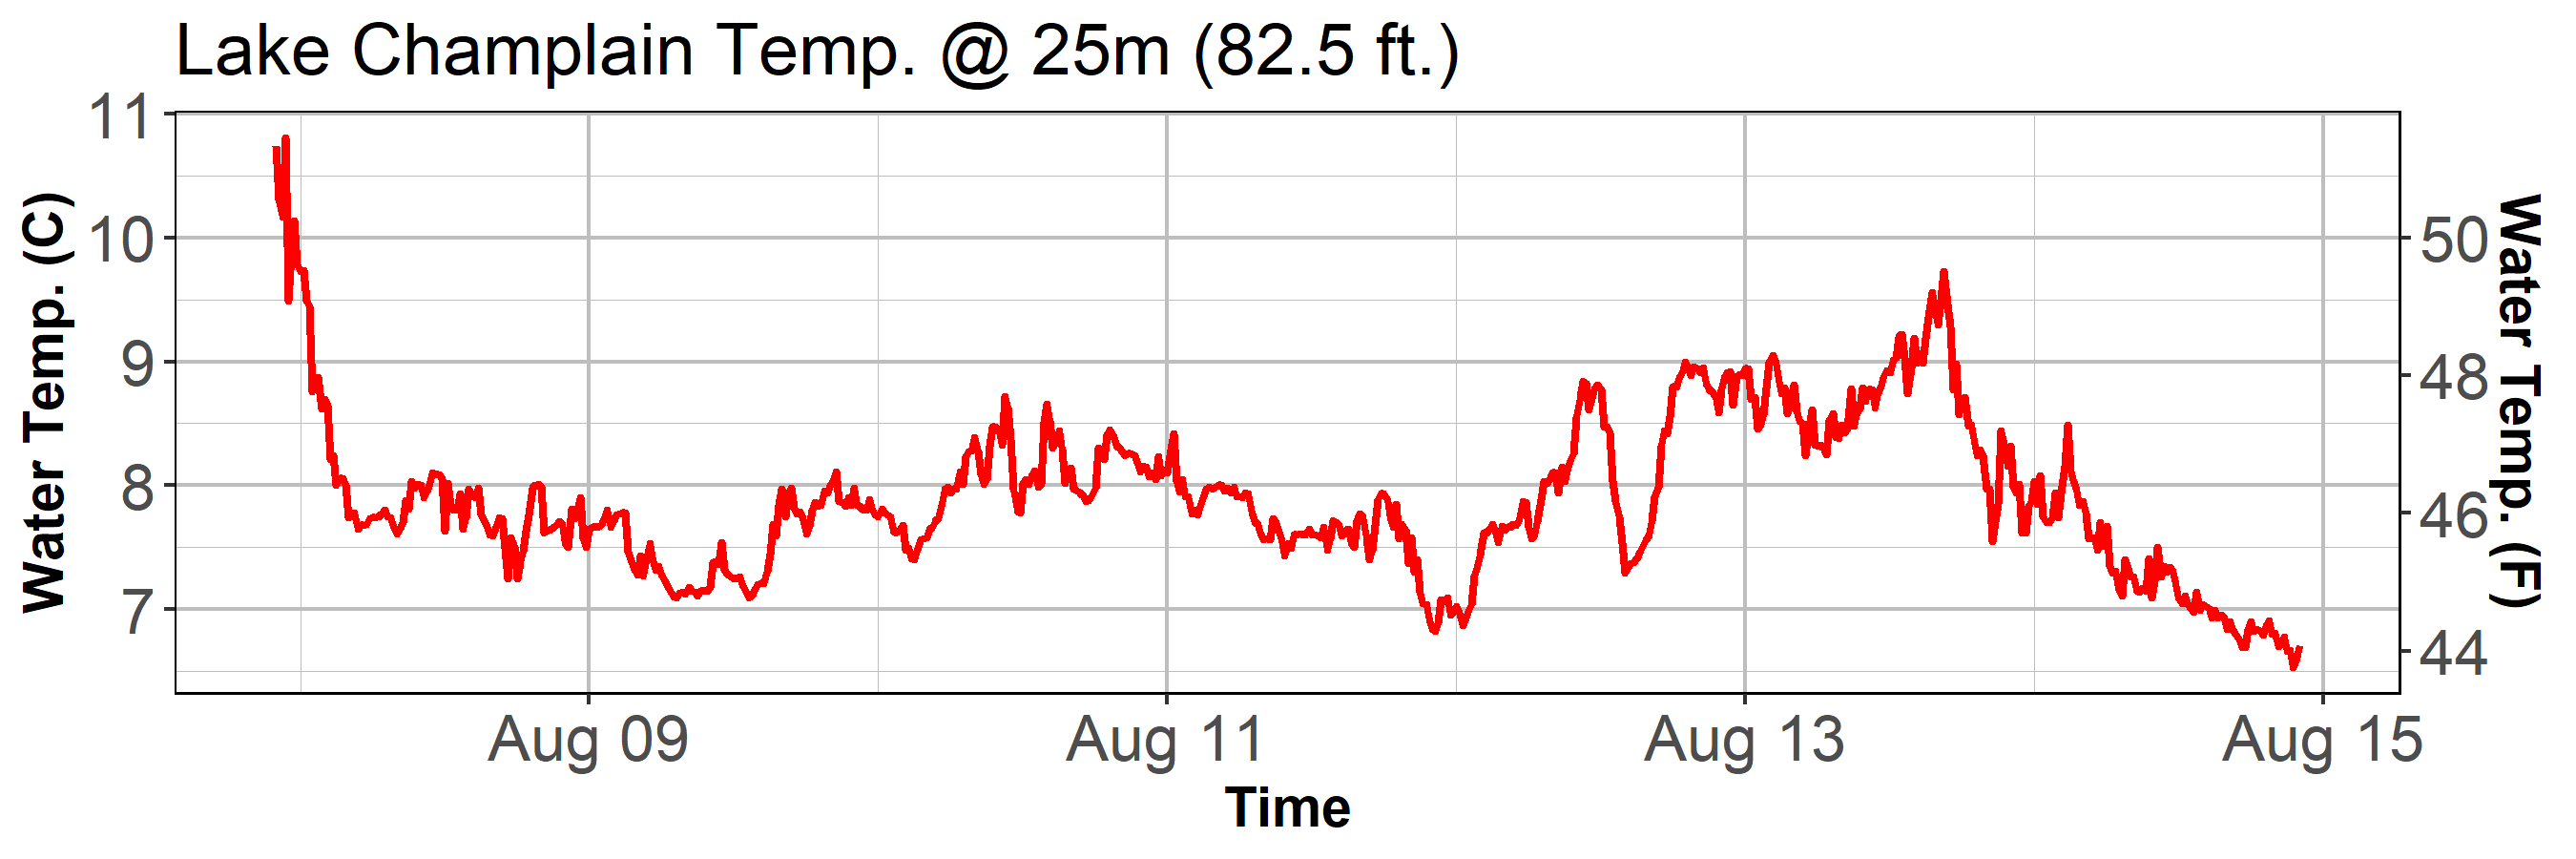 Lake Champlain Temp. @ 25m (82.5 ft.)
Water Temp. (C)
11
10
9
8
7
50
48
46
44
Water Temp. (F)
Aug 09 Aug 11 Aug 13 Aug 15
Time